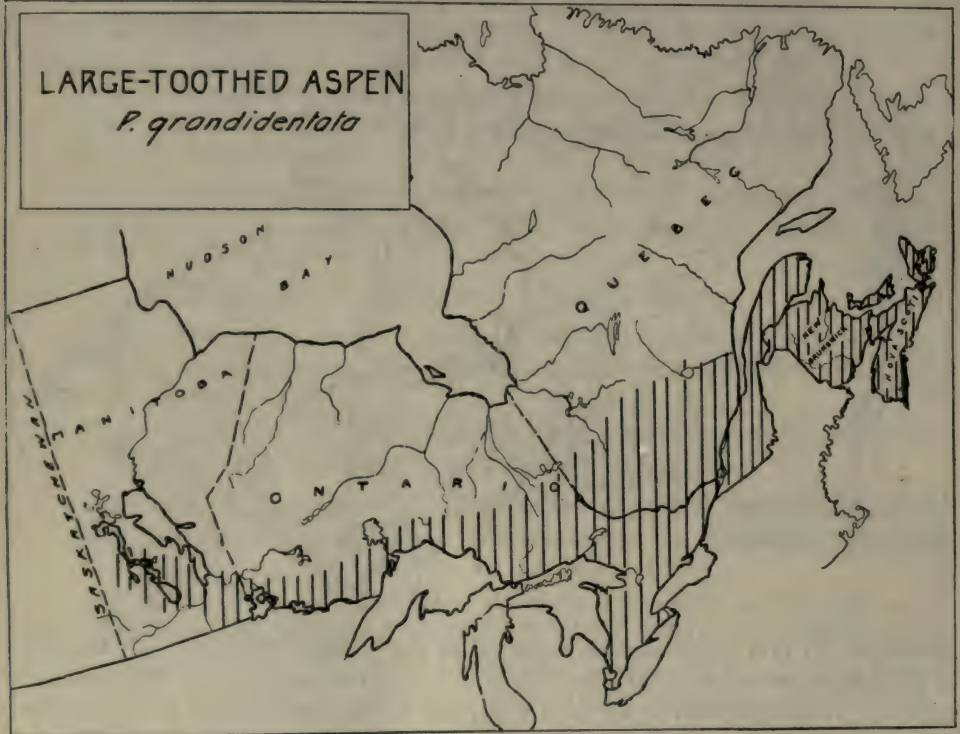 LARGE-TOOTHED ASPEN
P. grandidentata
HUDSON
BAY
QUEBEC
MANITOBA
SASKATCHEWAN
ONTARIO
NEW
BRUNSWICK
NOVA SCOTIA